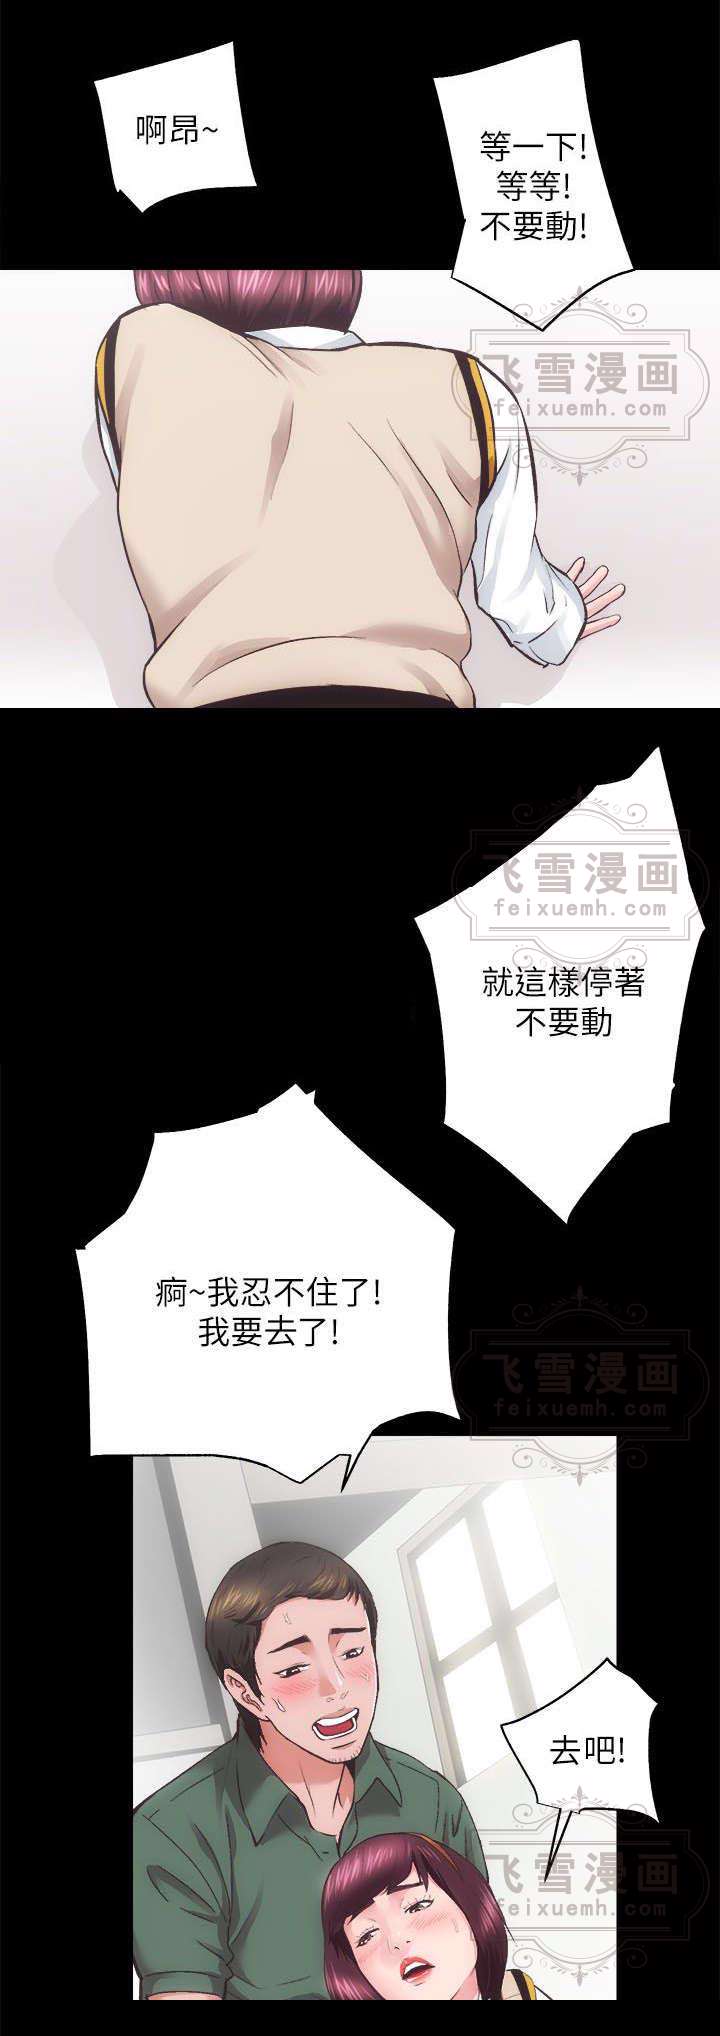 啊昂~
等一下!
等等!
不要動!
飞雪漫画
feixuemh.com
飞雪漫画
feixuemh.com
就這樣停著
不要動
痾~我忍不住了!
我要去了!
飞雪漫画
feixuemh.com
去吧!
飞雪漫画
feixuemh.com